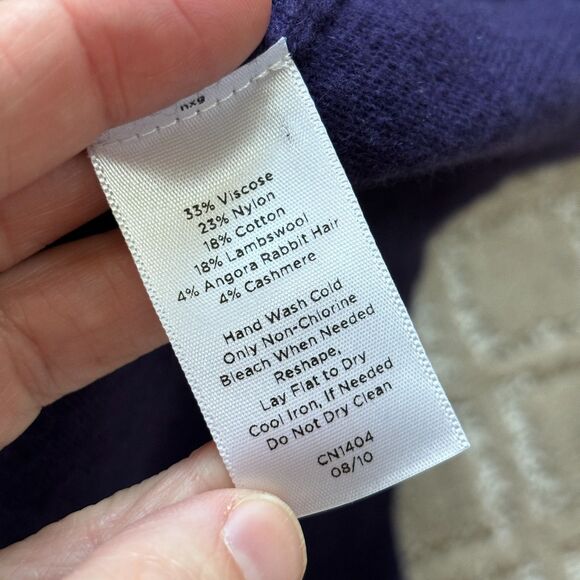 33% Viscose
23% Nylon
18% Cotton
18% Lambswool
4% Angora Rabbit Hair
4% Cashmere
Hand Wash Cold
Only Non-Chlorine
Bleach When Needed
Reshape,
Lay Flat to Dry
Cool Iron, If Needed
Do Not Dry Clean
CN1404
08/10